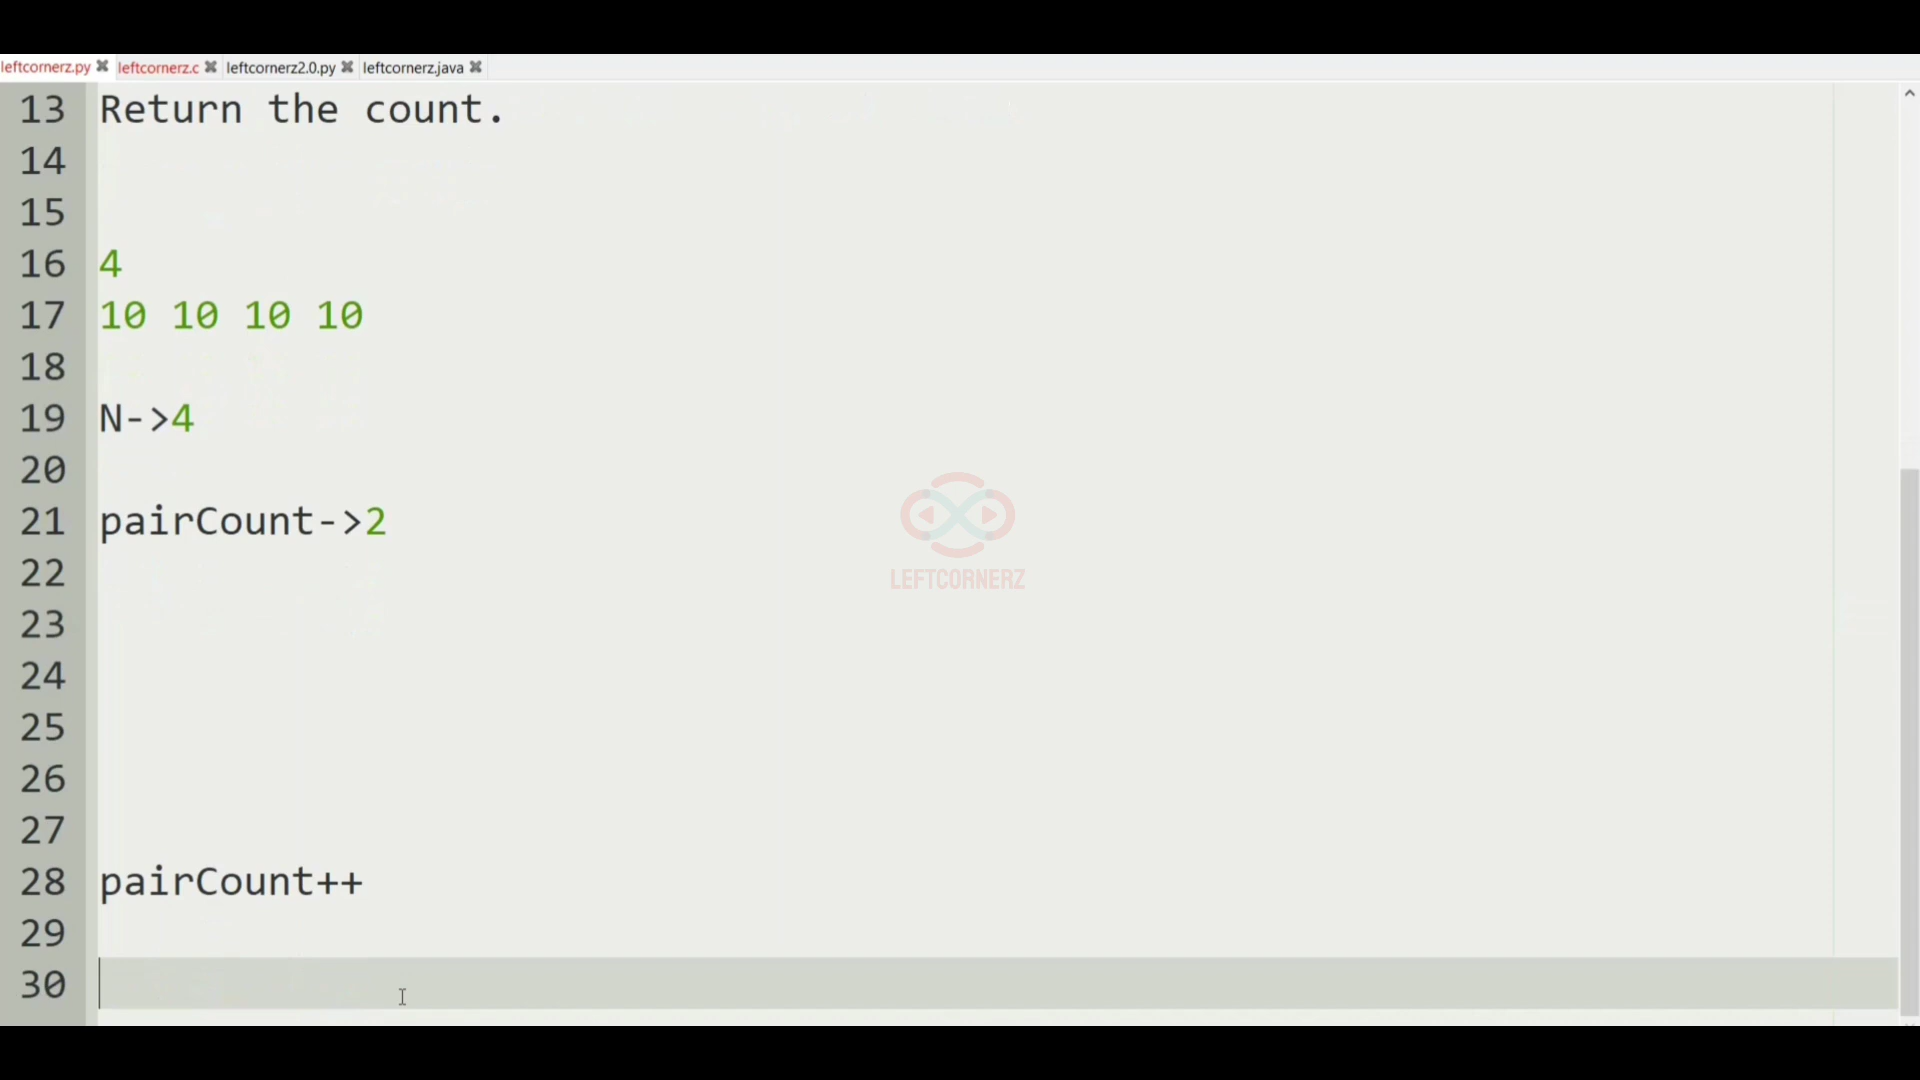 leftcornerz.py leftcornerz.c leftcornerz2.0.py leftcornerz.java
13 Return the count.
14
15
16 4
17 10 10 10 10
18
19 N->4
20
21 pairCount->2
22
23
24
25
26
27
28 pairCount++
29
30
LEFTCORNERZ